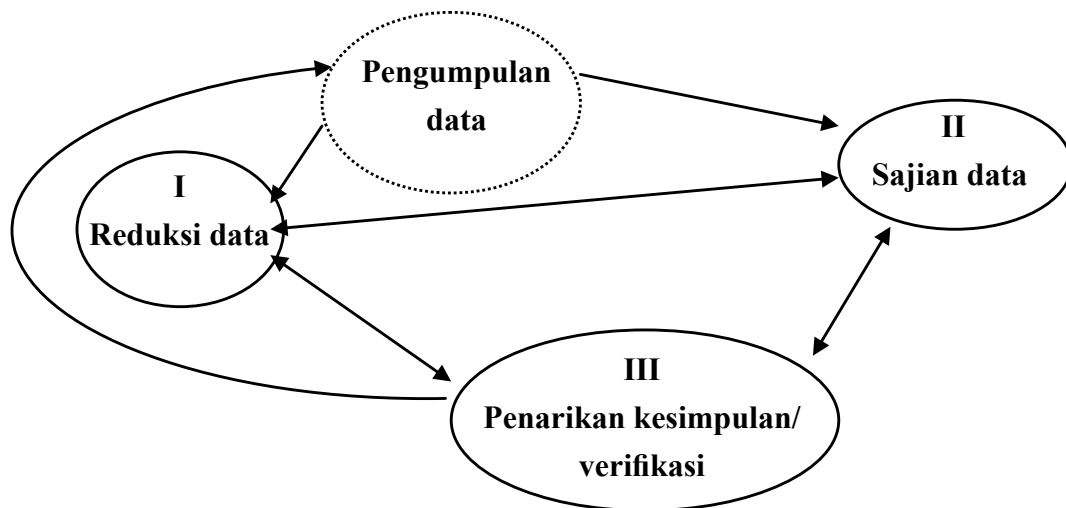 Pengumpulan
data
I
Reduksi data
II
Sajian data
III
Penarikan kesimpulan/
verifikasi